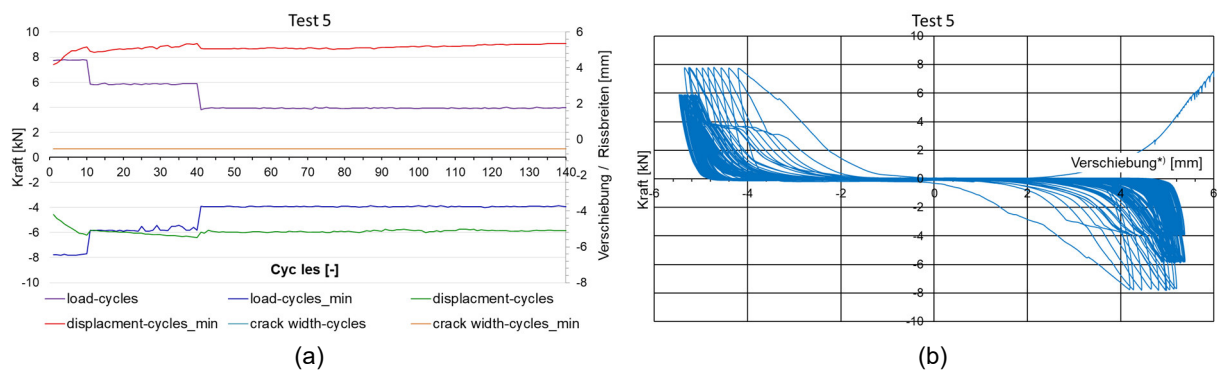 Test 5
10
8
6
4
2
0
-2
-4
-6
-8
-10
Kraft [kN]
0 10 20 30 40 50 60 70 80 90 100 110 120 130 140
Cyc les [-]
6
4
2
0
-2
-4
-6
-8
Verschiebung / Rissbreiten [mm]
load-cycles load-cycles_min displacment-cycles
displacment-cycles_min crack width-cycles crack width-cycles_min
(a)
Test 5
10
8
6
4
2
0
-2
-4
-6
-8
-10
Kraft [kN]
Verschiebung*) [mm]
-6 -4 -2 0 2 4 6
(b)